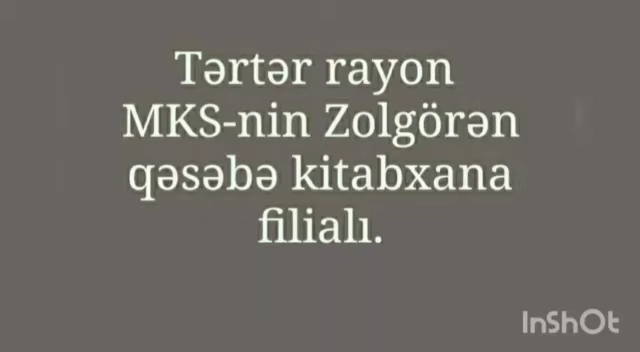 Tərtər rayon
MKS-nin Zolgörən
qəsəbə kitabxana
filialı.
InShOt